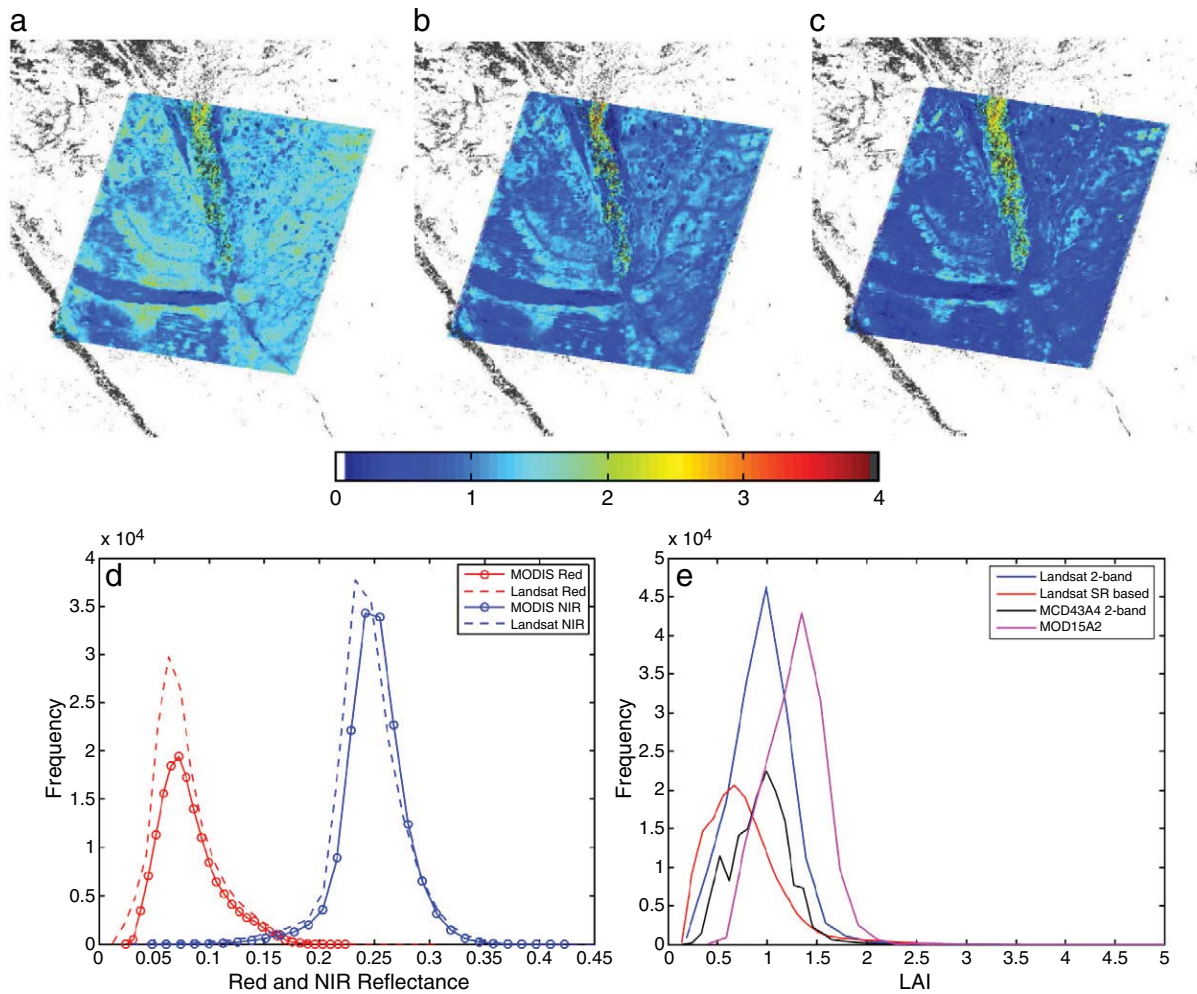 a b c
0 1 2 3 4
x 10⁴
d
4
3.5
3
2.5
2
1.5
1
0.5
0
Frequency
MODIS Red
Landsat Red
MODIS NIR
Landsat NIR
0 0.05 0.1 0.15 0.2 0.25 0.3 0.35 0.4 0.45
Red and NIR Reflectance
x 10⁴
e
5
4.5
4
3.5
3
2.5
2
1.5
1
0.5
0
Frequency
Landsat 2-band
Landsat SR based
MCD43A4 2-band
MOD15A2
0 0.5 1 1.5 2 2.5 3 3.5 4 4.5 5
LAI